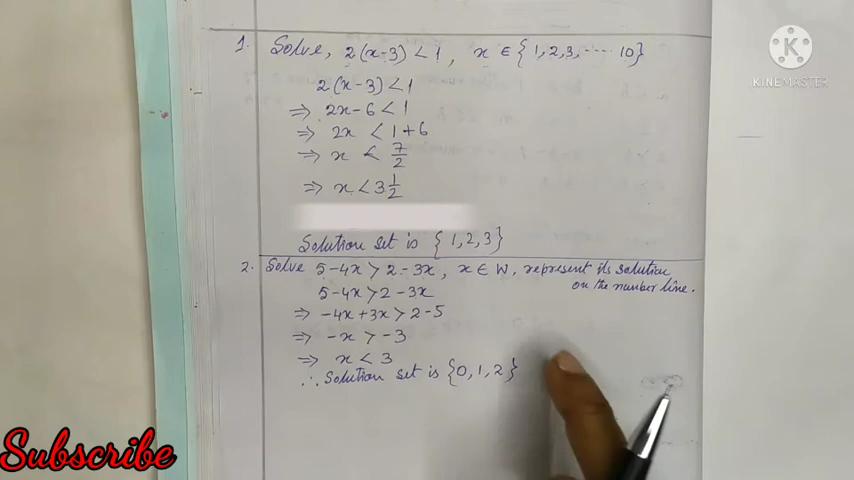 1. Solve, 2(x-3) < 1, x ∈ {1, 2, 3, ..... 10}
2(x-3) < 1
⇒ 2x-6 < 1
⇒ 2x < 1+6
⇒ x < 7/2
⇒ x < 3 1/2
Solution set is {1, 2, 3}
2. Solve 5-4x > 2-3x, x ∈ W, represent its solution
on the number line.
5-4x > 2-3x
⇒ -4x+3x > 2-5
⇒ -x > -3
⇒ x < 3
∴ Solution set is {0, 1, 2}
KINEMASTER
Subscribe